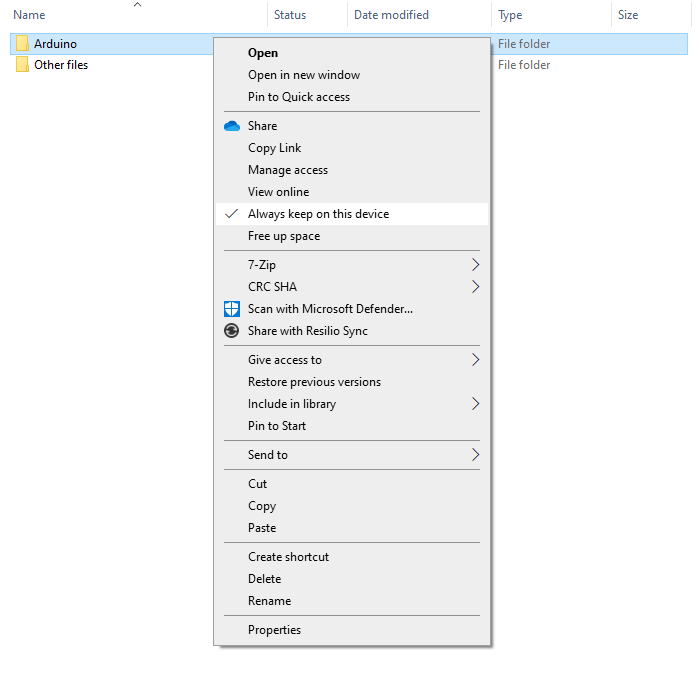 Name Status Date modified Type Size
Arduino File folder
Other files File folder
Open
Open in new window
Pin to Quick access
Share
Copy Link
Manage access
View online
Always keep on this device
Free up space
7-Zip
CRC SHA
Scan with Microsoft Defender...
Share with Resilio Sync
Give access to
Restore previous versions
Include in library
Pin to Start
Send to
Cut
Copy
Paste
Create shortcut
Delete
Rename
Properties